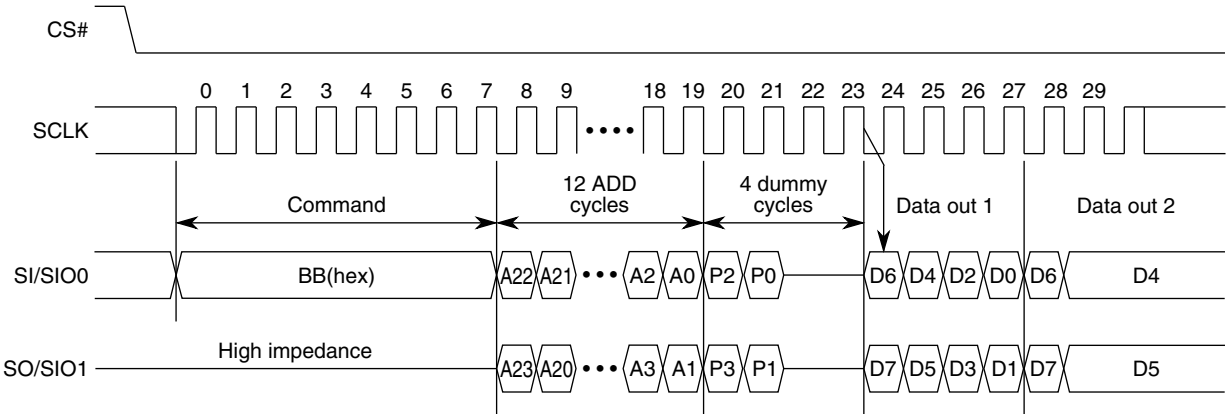 CS#
0 1 2 3 4 5 6 7 8 9 18 19 20 21 22 23 24 25 26 27 28 29
SCLK
Command
12 ADD
cycles
4 dummy
cycles
Data out 1
Data out 2
SI/SIO0 BB(hex) A22 A21 A2 A0 P2 P0 D6 D4 D2 D0 D6 D4
High impedance
SO/SIO1 A23 A20 A3 A1 P3 P1 D7 D5 D3 D1 D7 D5